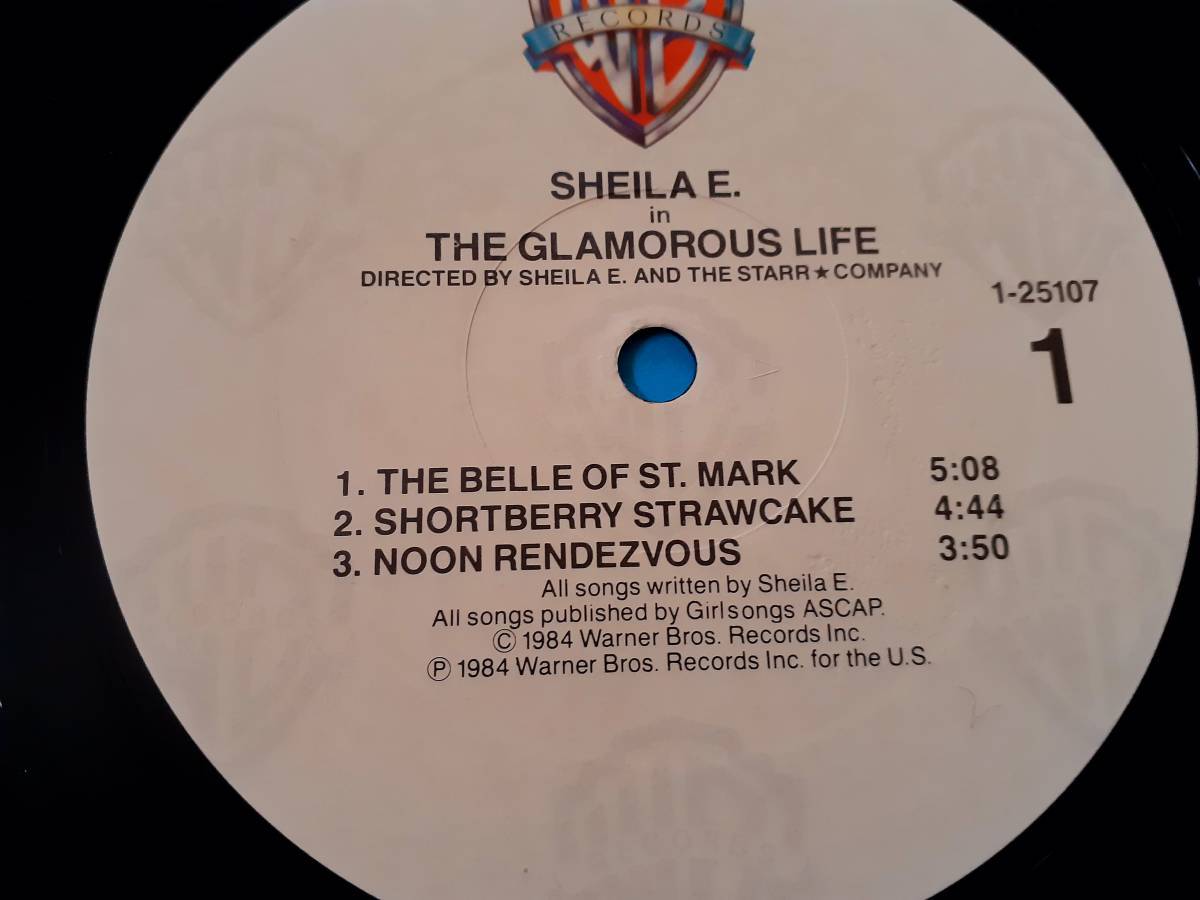 RECORDS
SHEILA E.
in
THE GLAMOROUS LIFE
DIRECTED BY SHEILA E. AND THE STARR★COMPANY
1-25107
1
1. THE BELLE OF ST. MARK 5:08
2. SHORTBERRY STRAWCAKE 4:44
3. NOON RENDEZVOUS 3:50
All songs written by Sheila E.
All songs published by Girlsongs ASCAP.
Ⓒ 1984 Warner Bros. Records Inc.
Ⓟ 1984 Warner Bros. Records Inc. for the U.S.